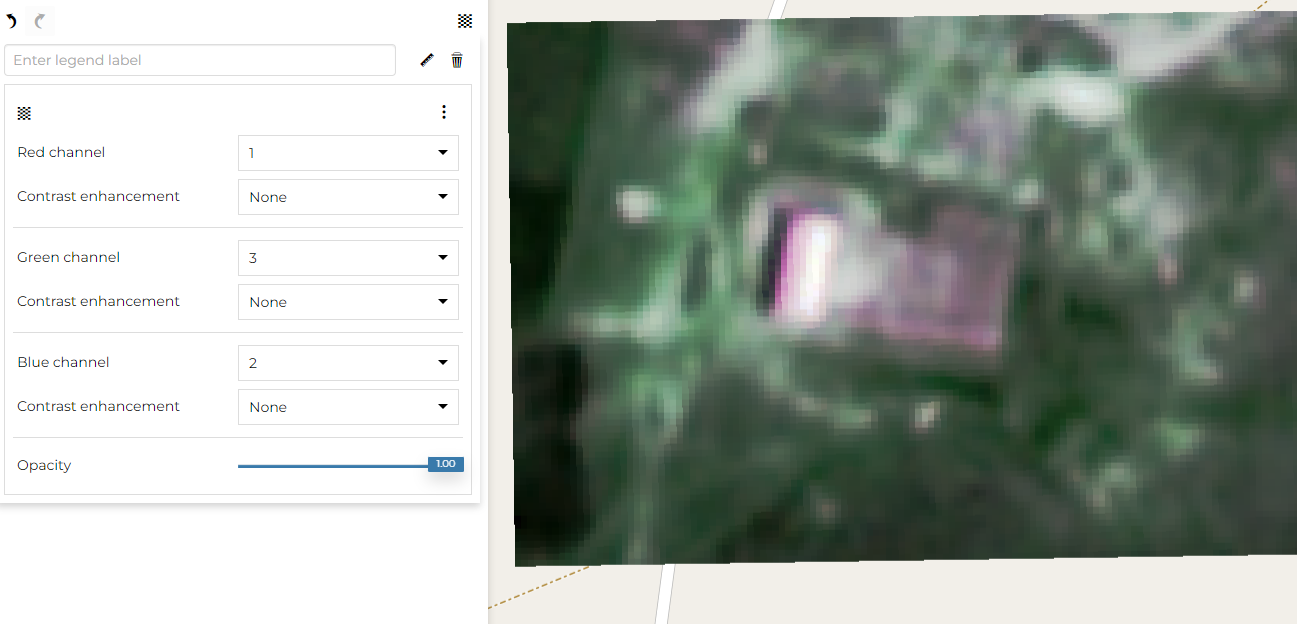 Enter legend label
Red channel 1
Contrast enhancement None
Green channel 3
Contrast enhancement None
Blue channel 2
Contrast enhancement None
Opacity 1.00